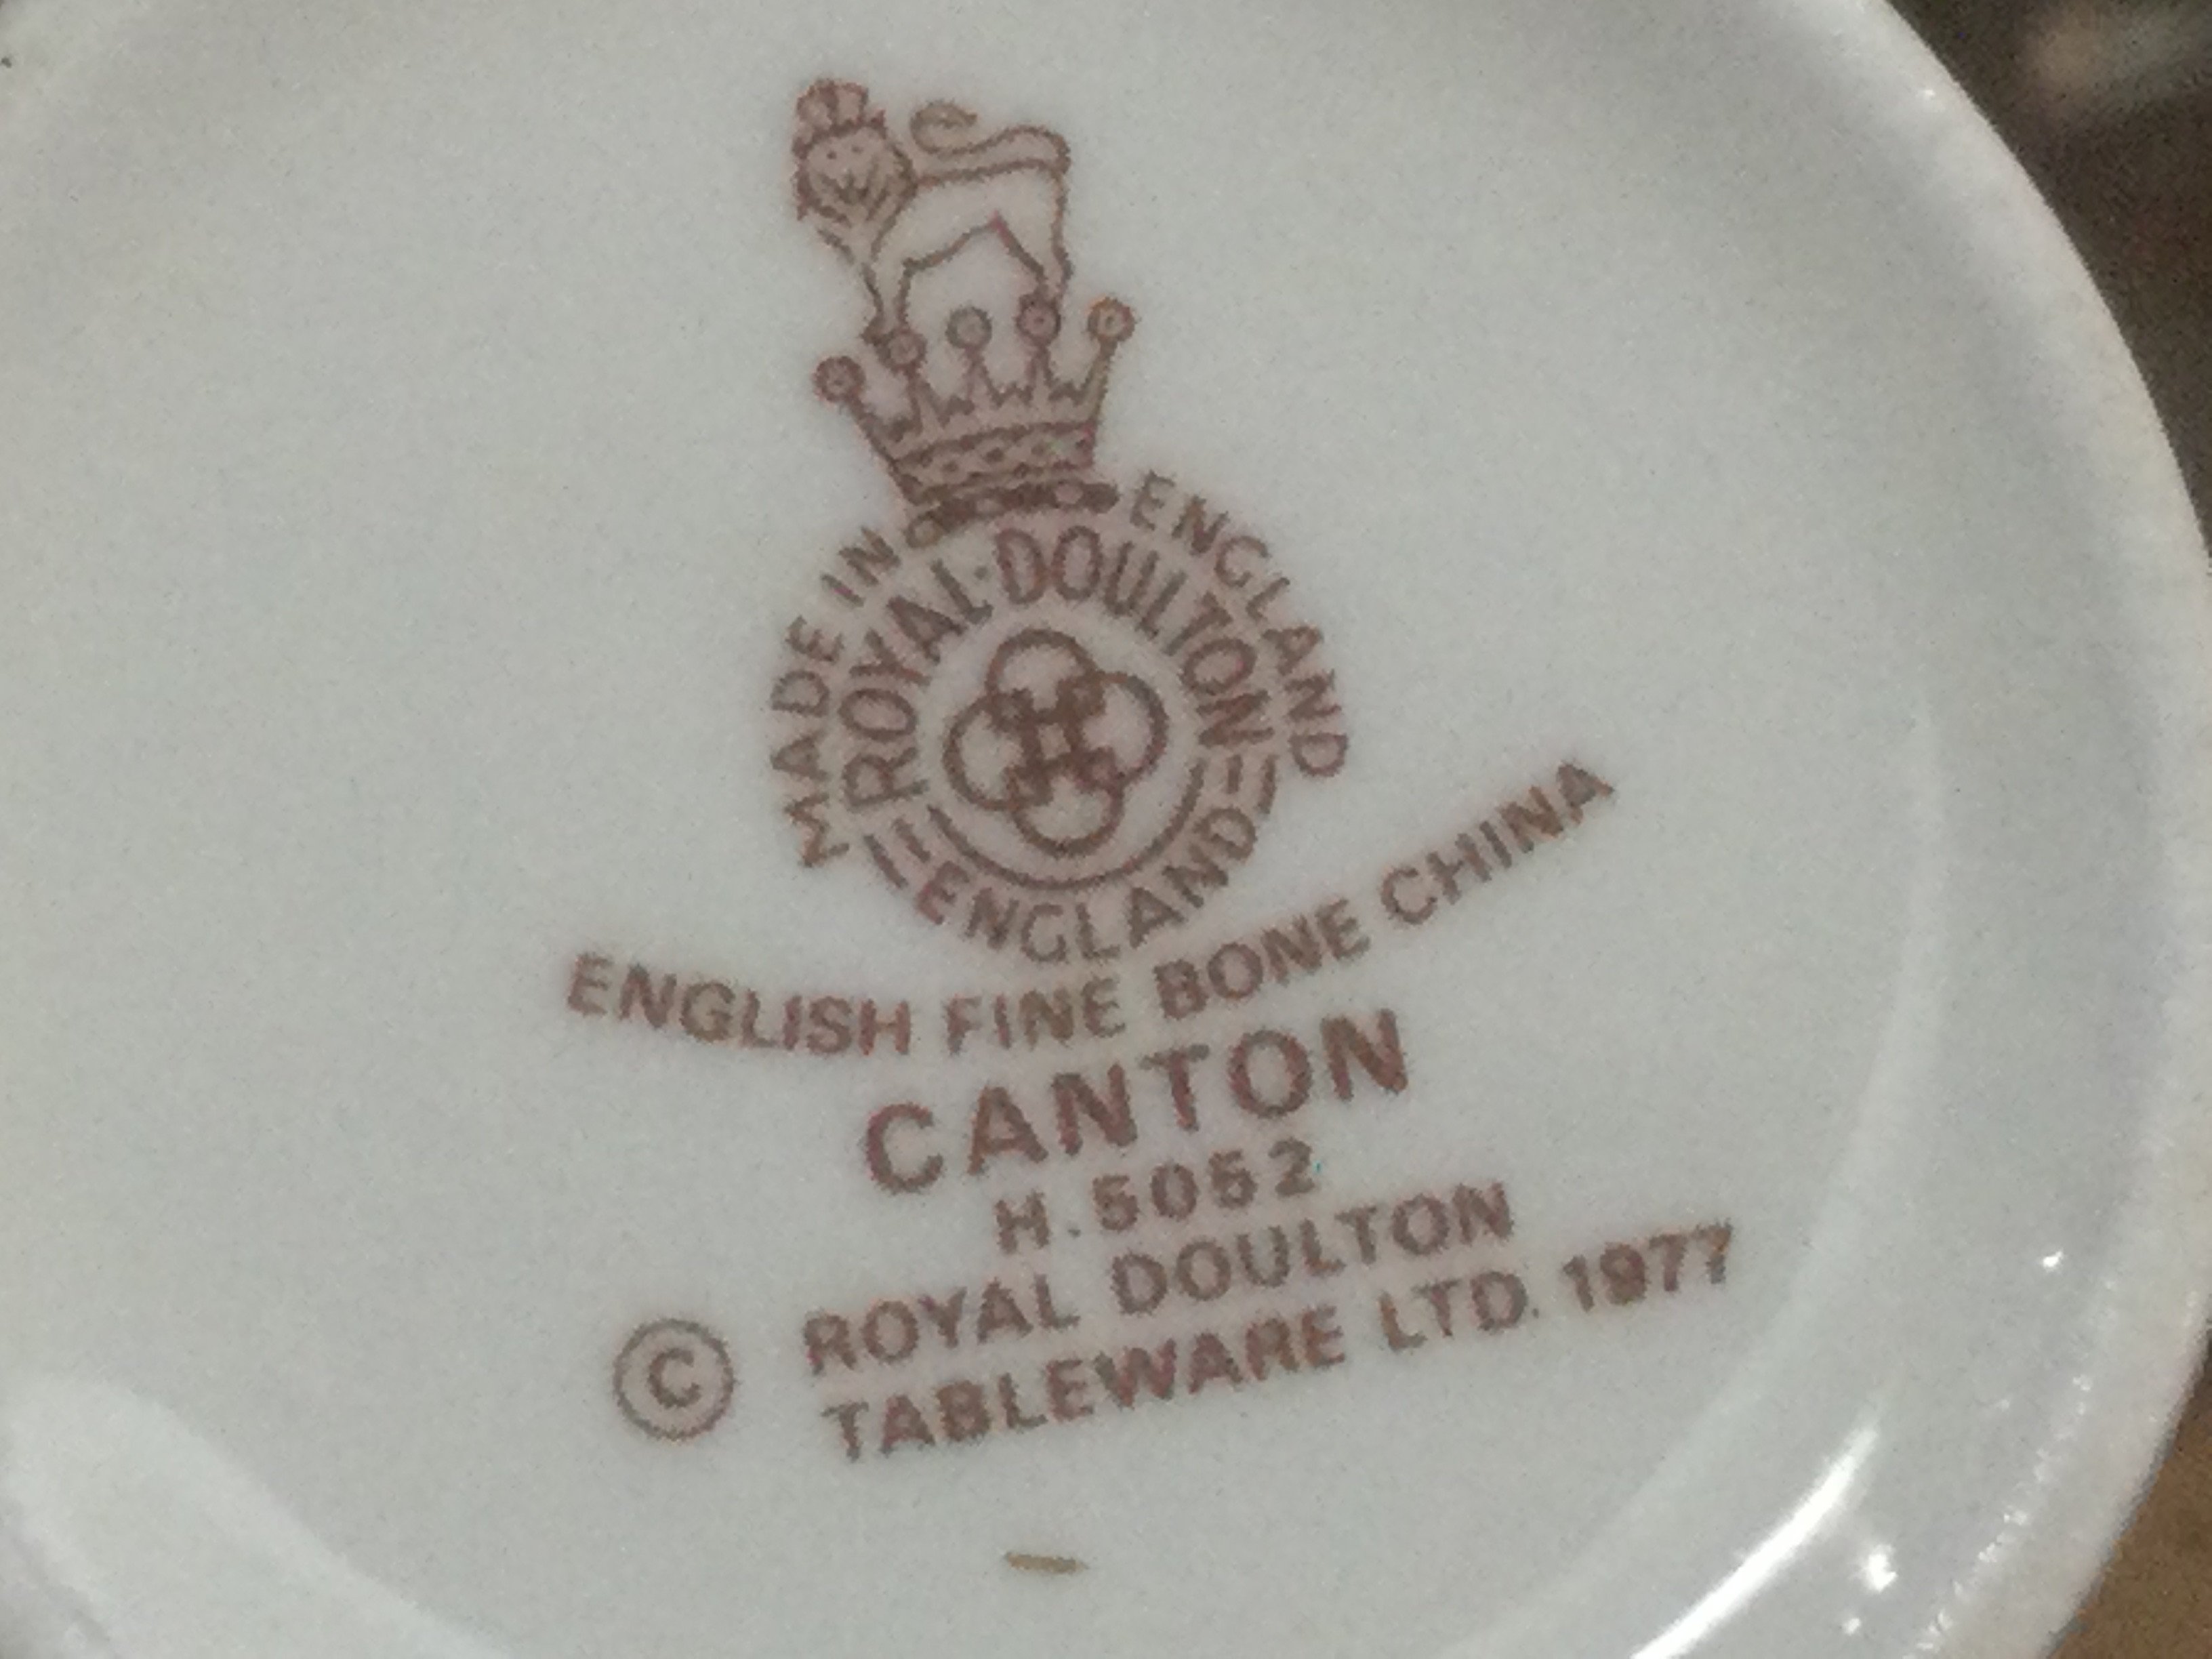 MADE IN ENGLAND
ROYAL·DOULTON
ENGLAND
ENGLISH FINE BONE CHINA
CANTON
H.5052
© ROYAL DOULTON
TABLEWARE LTD. 1977